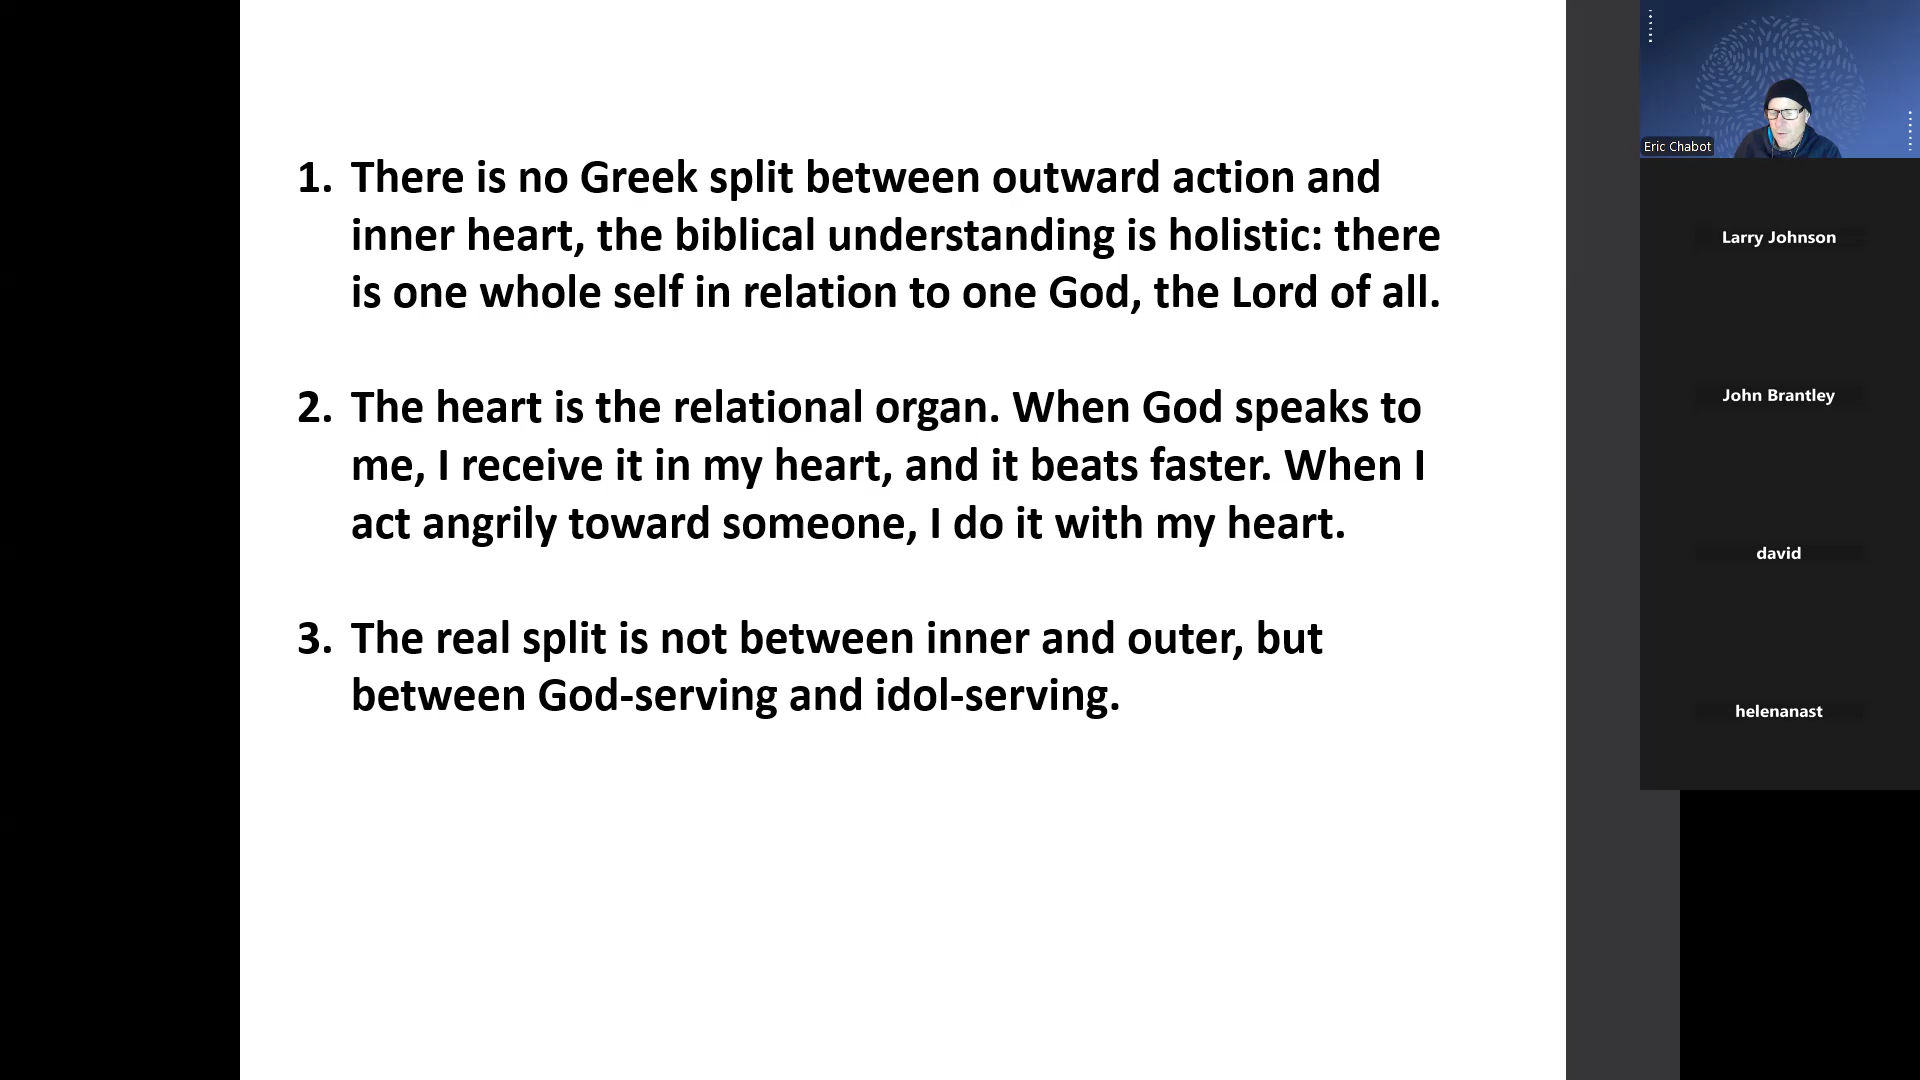 1. There is no Greek split between outward action and
inner heart, the biblical understanding is holistic: there
is one whole self in relation to one God, the Lord of all.
2. The heart is the relational organ. When God speaks to
me, I receive it in my heart, and it beats faster. When I
act angrily toward someone, I do it with my heart.
3. The real split is not between inner and outer, but
between God-serving and idol-serving.
Eric Chabot
Larry Johnson
John Brantley
david
helenanast